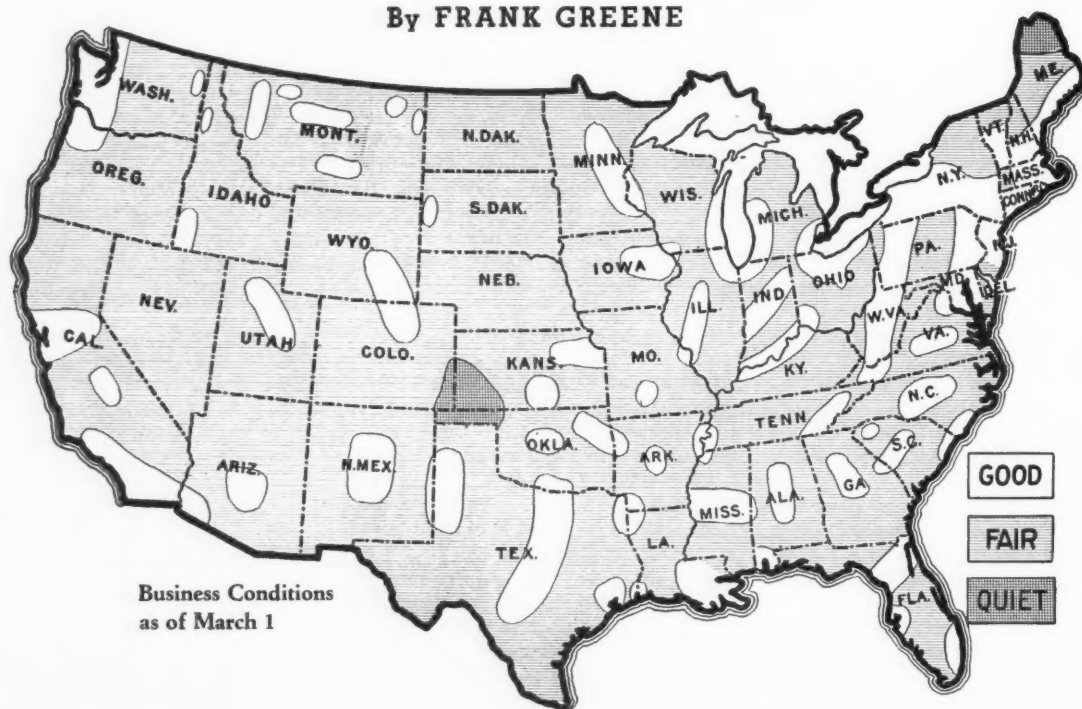 By FRANK GREENE
WASH.
MONT.
N.DAK.
MINN.
ME.
VT.
N.H.
OREG.
IDAHO
S.DAK.
WIS.
MICH.
N.Y.
MASS.
CONN.
WYO.
IOWA
PA.
N.J.
NEB.
OHIO
MD.
DEL.
NEV.
UTAH
COLO.
ILL.
IND.
W.VA.
VA.
CAL.
KANS.
MO.
KY.
N.C.
TENN.
ARIZ.
N.MEX.
OKLA.
ARK.
S.C.
GOOD
MISS.
ALA.
GA.
FAIR
TEX.
LA.
FLA.
QUIET
Business Conditions
as of March 1